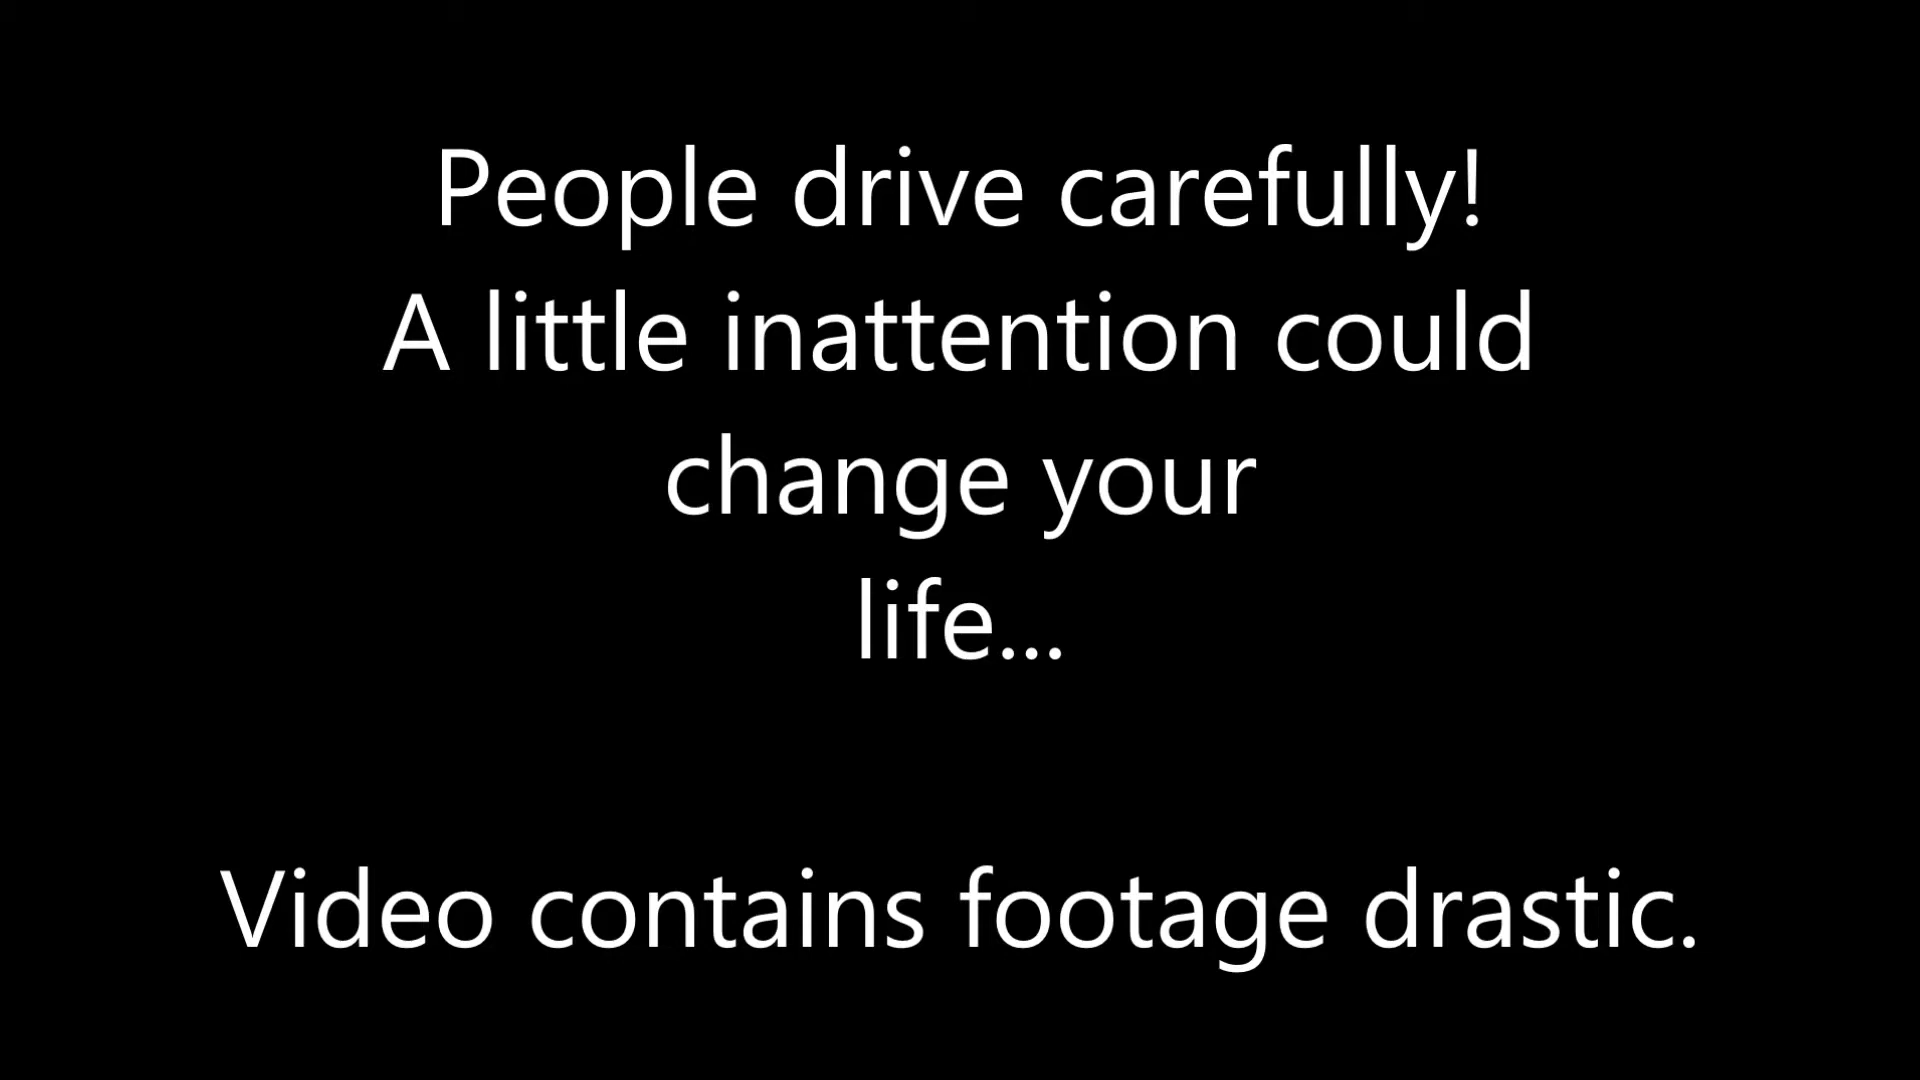 People drive carefully!
A little inattention could
change your
life...
Video contains footage drastic.